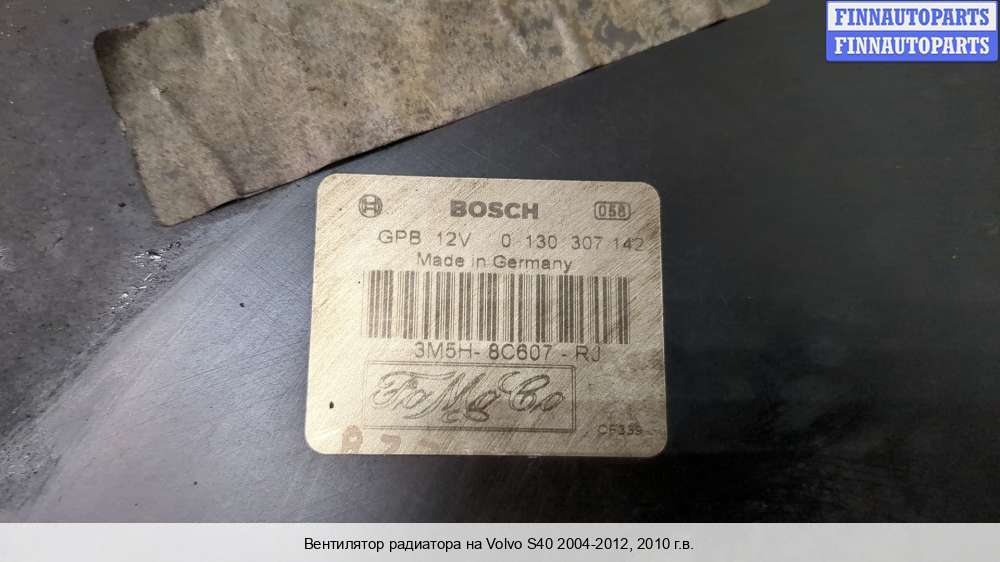 FINNAUTOPARTS
FINNAUTOPARTS
BOSCH 058
GPB 12V 0 130 307 142
Made in Germany
3M5H- 8C607 - RJ
FoMoCo
CF335
Вентилятор радиатора на Volvo S40 2004-2012, 2010 г.в.